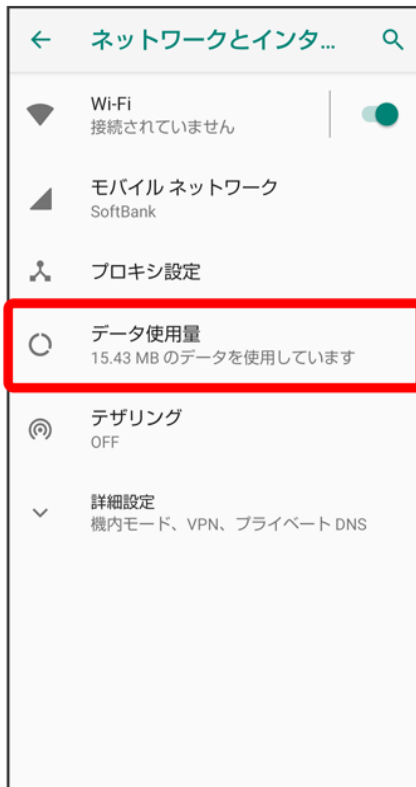 ネットワークとインタ...
Wi-Fi
接続されていません
モバイル ネットワーク
SoftBank
プロキシ設定
データ使用量
15.43 MB のデータを使用しています
テザリング
OFF
詳細設定
機内モード、VPN、プライベート DNS